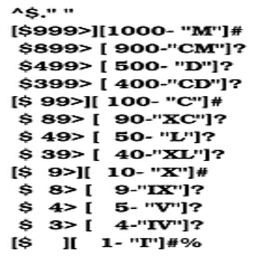 ^$." "
[$999>][1000- "M"]#
$899> [ 900-"CM"]?
$499> [ 500- "D"]?
$399> [ 400-"CD"]?
[$ 99>][ 100- "C"]#
$ 89> [ 90-"XC"]?
$ 49> [ 50- "L"]?
$ 39> [ 40-"XL"]?
[$ 9>][ 10- "X"]#
$ 8> [ 9-"IX"]?
$ 4> [ 5- "V"]?
$ 3> [ 4-"IV"]?
[$ ][ 1- "I"]#%